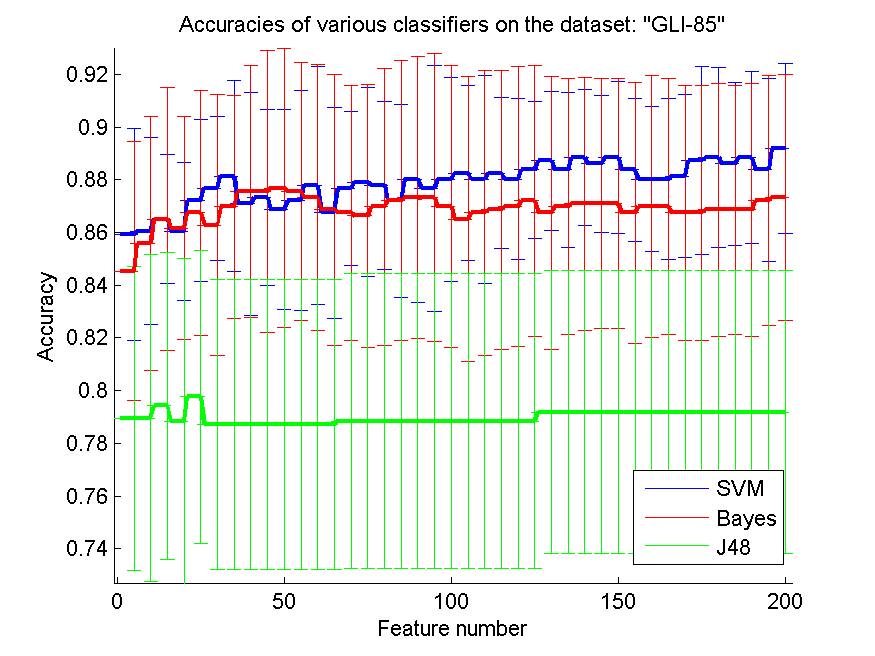 Accuracies of various classifiers on the dataset: "GLI-85"
Accuracy
0.92
0.9
0.88
0.86
0.84
0.82
0.8
0.78
0.76
0.74
SVM
Bayes
J48
0 50 100 150 200
Feature number